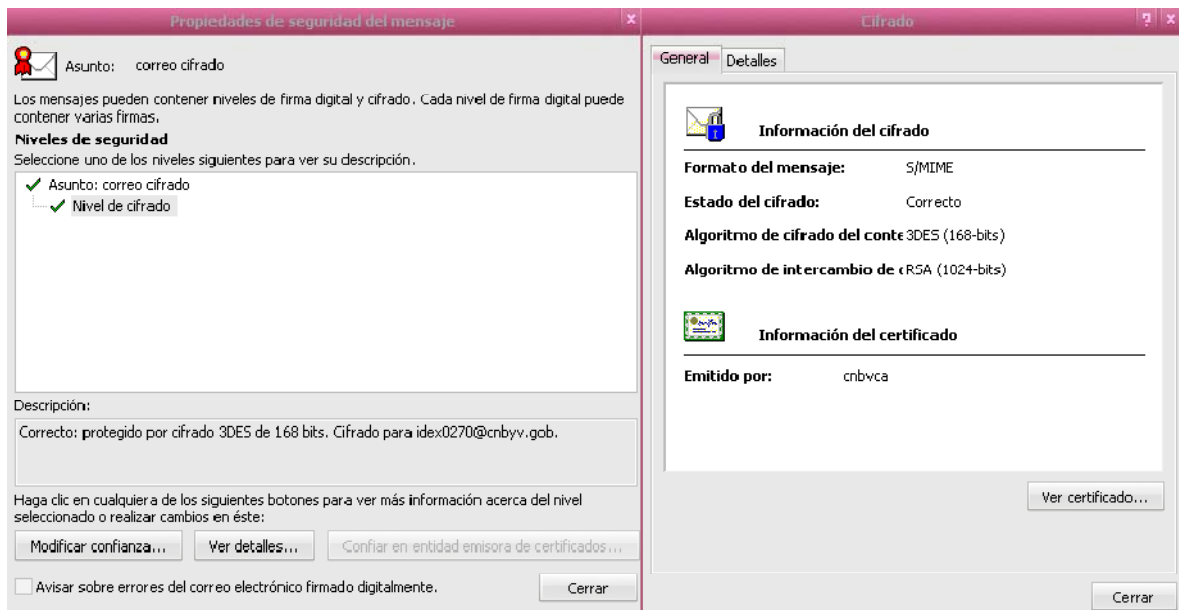 Propiedades de seguridad del mensaje
Asunto: correo cifrado
Los mensajes pueden contener niveles de firma digital y cifrado. Cada nivel de firma digital puede
contener varias firmas.
Niveles de seguridad
Seleccione uno de los niveles siguientes para ver su descripción.
Asunto: correo cifrado
Nivel de cifrado
Descripción:
Correcto: protegido por cifrado 3DES de 168 bits. Cifrado para idex0270@cnbyv.gob.
Haga clic en cualquiera de los siguientes botones para ver más información acerca del nivel
seleccionado o realizar cambios en éste:
Modificar confianza... Ver detalles... Confiar en entidad emisora de certificados...
Avisar sobre errores del correo electrónico firmado digitalmente. Cerrar
Cifrado
General Detalles
Información del cifrado
Formato del mensaje: S/MIME
Estado del cifrado: Correcto
Algoritmo de cifrado del conte 3DES (168-bits)
Algoritmo de intercambio de RSA (1024-bits)
Información del certificado
Emitido por: cnbvca
Ver certificado...
Cerrar